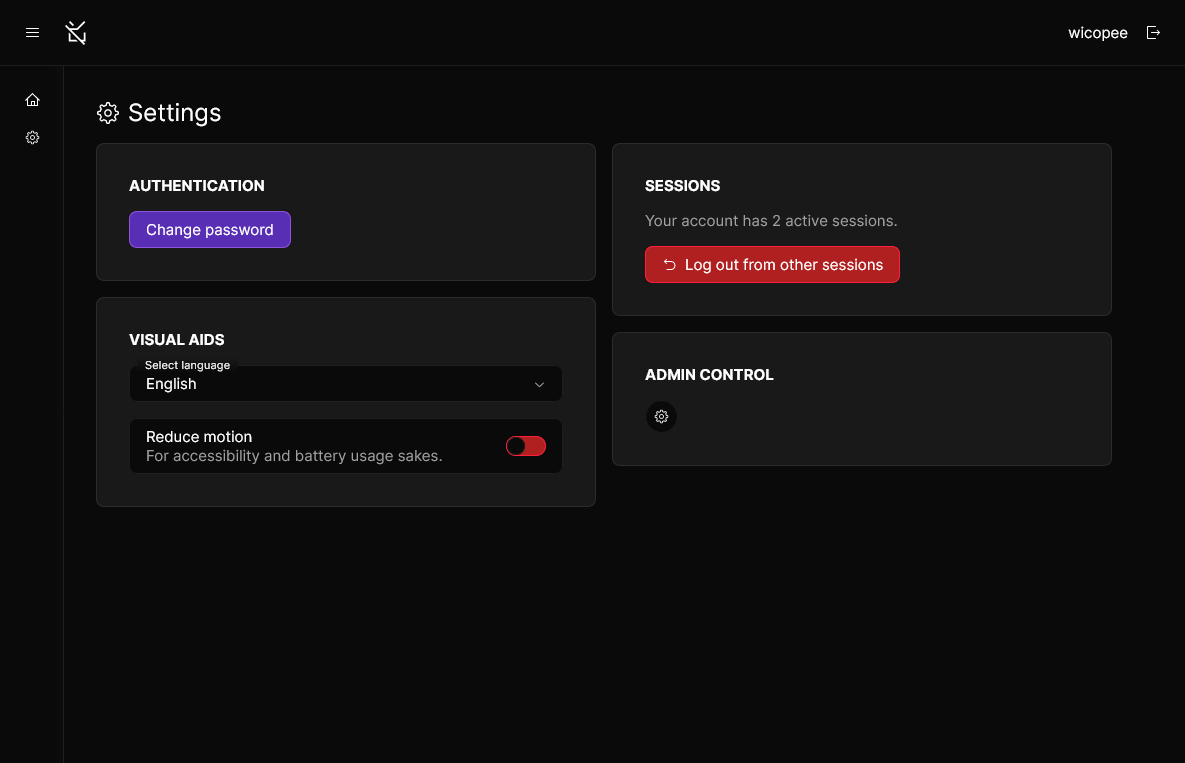 wicopee
Settings
AUTHENTICATION
Change password
SESSIONS
Your account has 2 active sessions.
Log out from other sessions
VISUAL AIDS
Select language
English
Reduce motion
For accessibility and battery usage sakes.
ADMIN CONTROL